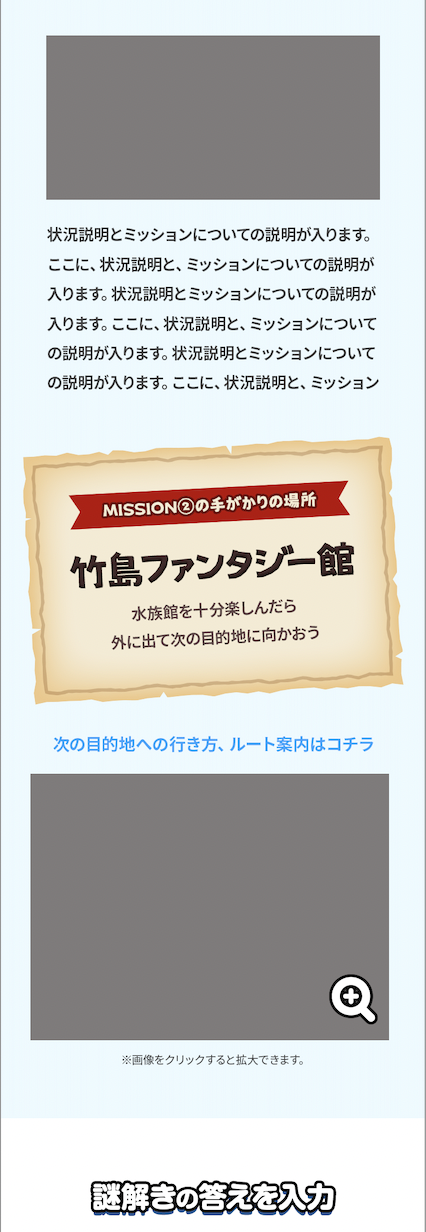 状況説明とミッションについての説明が入ります。
ここに、状況説明と、ミッションについての説明が
入ります。状況説明とミッションについての説明が
入ります。ここに、状況説明と、ミッションについて
の説明が入ります。状況説明とミッションについて
の説明が入ります。ここに、状況説明と、ミッション
MISSION②の手がかりの場所
竹島ファンタジー館
水族館を十分楽しんだら
外に出て次の目的地に向かおう
次の目的地への行き方、ルート案内はコチラ
※画像をクリックすると拡大できます。
謎解きの答えを入力